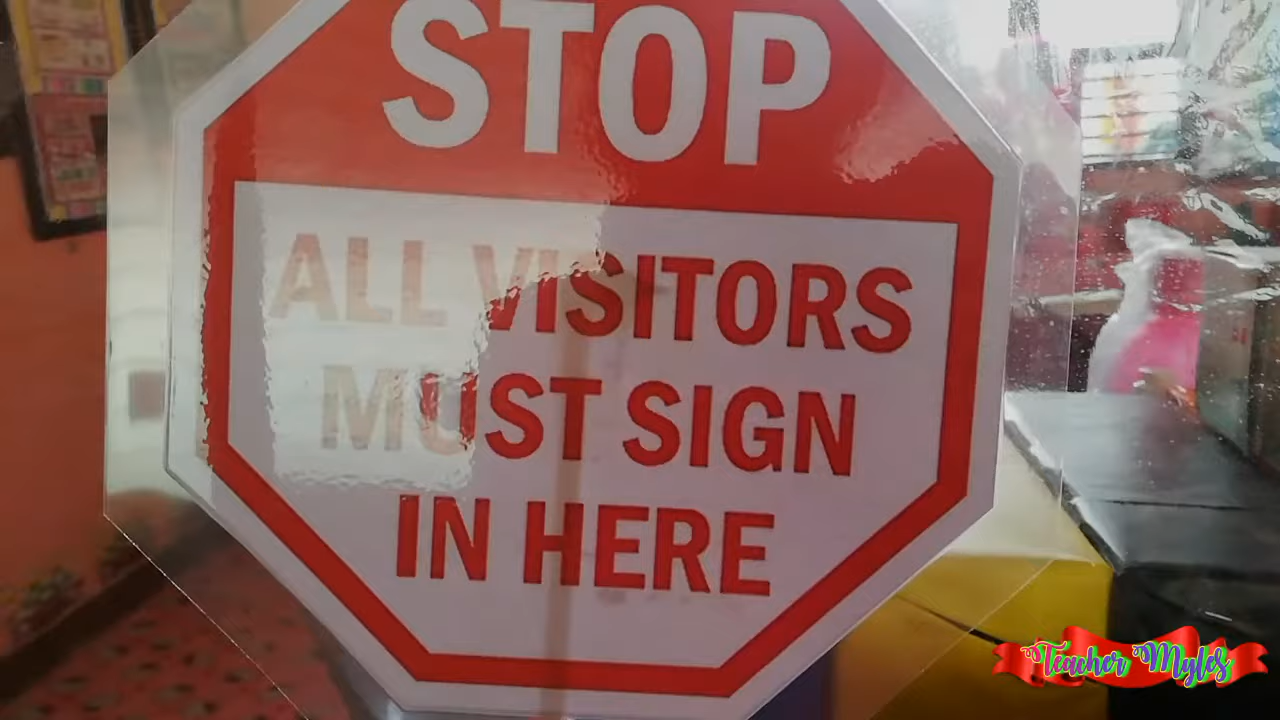 STOP
ALL VISITORS
MUST SIGN
IN HERE
Teacher Myles